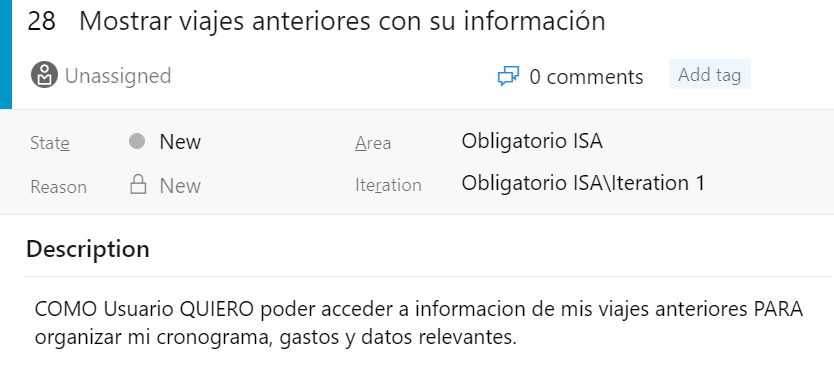 28 Mostrar viajes anteriores con su información
Unassigned 0 comments Add tag
State New Area Obligatorio ISA
Reason New Iteration Obligatorio ISA\Iteration 1
Description
COMO Usuario QUIERO poder acceder a informacion de mis viajes anteriores PARA
organizar mi cronograma, gastos y datos relevantes.